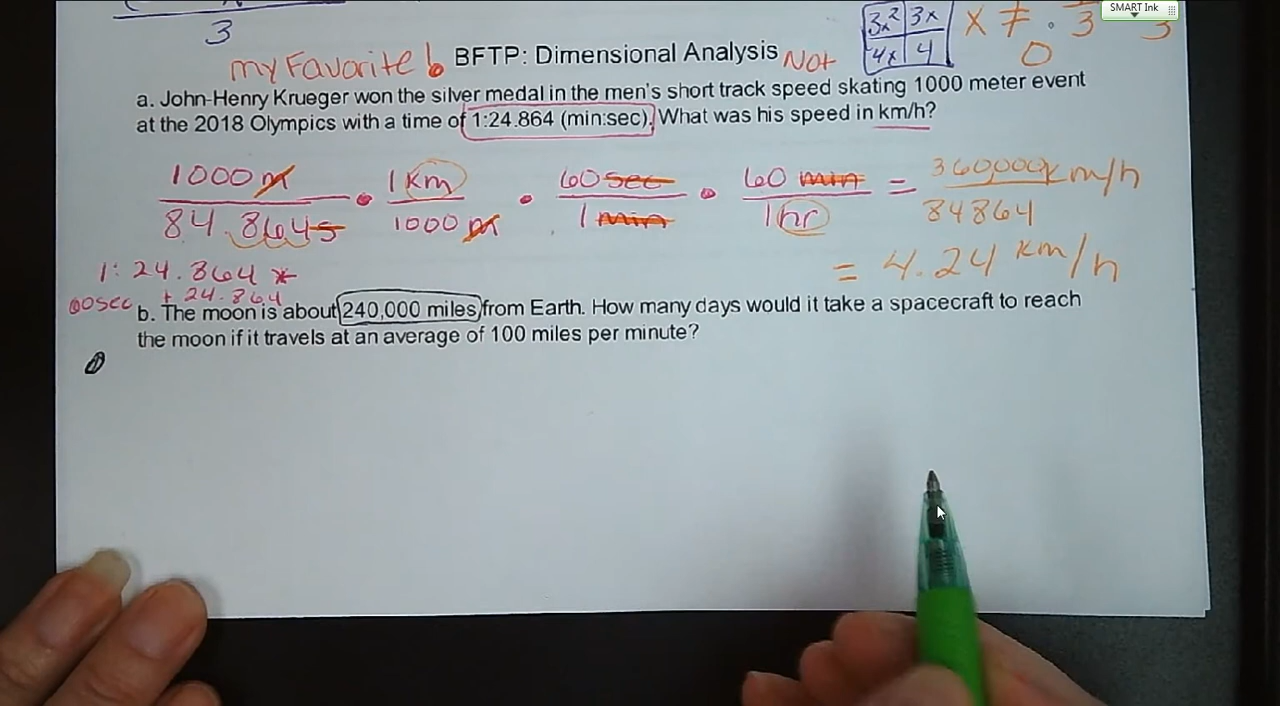 SMART Ink
3
3x² 3x
4x 4
x ≠ . 3 3
0
my Favorite
BFTP: Dimensional Analysis
Not
a. John-Henry Krueger won the silver medal in the men's short track speed skating 1000 meter event
at the 2018 Olympics with a time of 1:24.864 (min:sec). What was his speed in km/h?
1000 m 1 Km 60 sec 60 min = 360,000 km/h
84.864 s 1000 m 1 min 1 hr 84864
= 4.24 km/h
1:24.864
60sec + 24.864
b. The moon is about 240,000 miles from Earth. How many days would it take a spacecraft to reach
the moon if it travels at an average of 100 miles per minute?